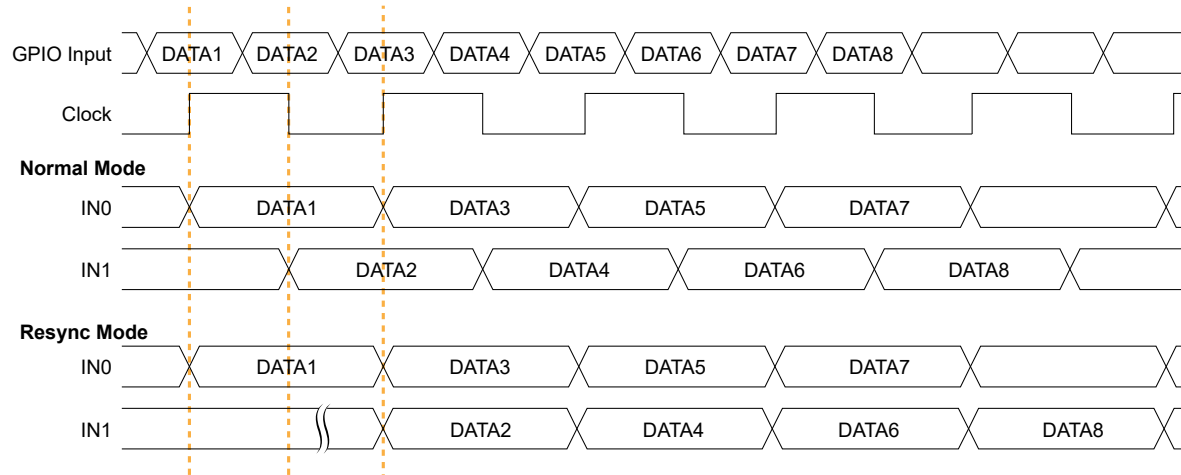 GPIO Input DATA1 DATA2 DATA3 DATA4 DATA5 DATA6 DATA7 DATA8
Clock
Normal Mode
IN0 DATA1 DATA3 DATA5 DATA7
IN1 DATA2 DATA4 DATA6 DATA8
Resync Mode
IN0 DATA1 DATA3 DATA5 DATA7
IN1 DATA2 DATA4 DATA6 DATA8